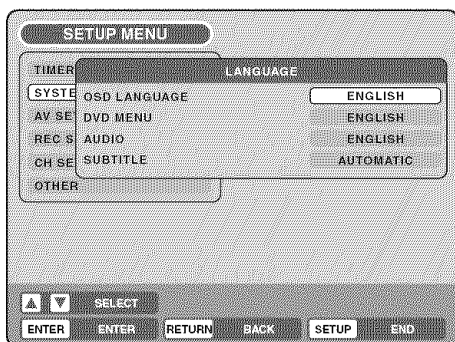 SETUP MENU
TIMER
LANGUAGE
SYSTE
OSD LANGUAGE ENGLISH
AV SE
DVD MENU ENGLISH
REC S
AUDIO ENGLISH
CH SE
SUBTITLE AUTOMATIC
OTHER
SELECT
ENTER ENTER RETURN BACK SETUP END